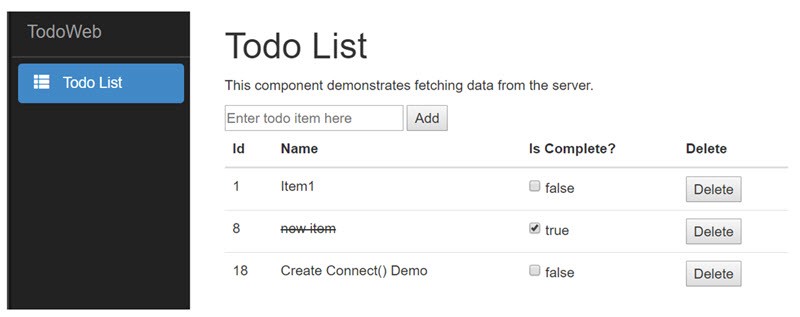 TodoWeb
Todo List
Todo List
This component demonstrates fetching data from the server.
Enter todo item here Add
Id Name Is Complete? Delete
1 Item1 false Delete
8 new item true Delete
18 Create Connect() Demo false Delete